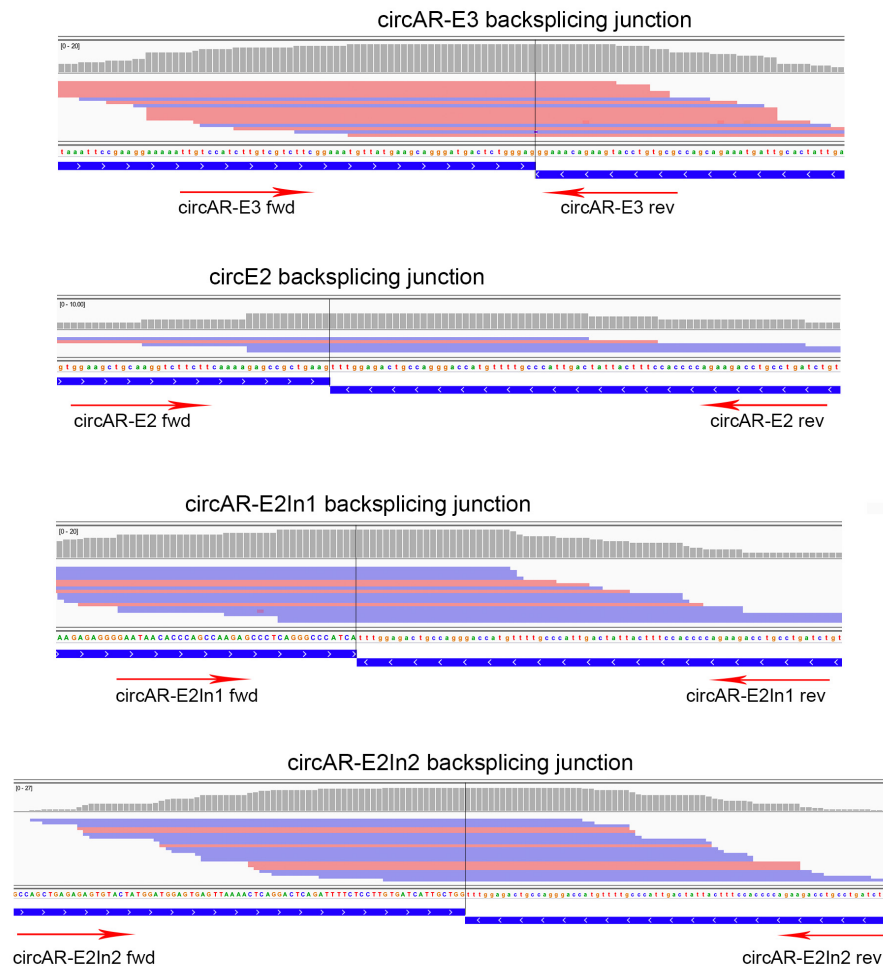 circAR-E3 backsplicing junction
[0 - 20]
taaattccgaaggaaaaattgtccatcttgtcgtcttcggaaatgttatgaagcagggatgactctgggaggaaacagaagtacctgtgcgccagcagaaatgattgcactattga
circAR-E3 fwd circAR-E3 rev
circE2 backsplicing junction
[0 - 10.00]
gtggaagctgcaaggtcttcttcaaaagagccgctgaagtttggagactgccagggaccatgttttgcccattgactattactttccaccccagaagacctgcctgatctgt
circAR-E2 fwd circAR-E2 rev
circAR-E2In1 backsplicing junction
[0 - 20]
AAGAGAGGGGAATAACACCCAGCCAAGAGCCCTCAGGGCCCATCAtttggagactgccagggaccatgttttgcccattgactattactttccaccccagaagacctgcctgatctgt
circAR-E2In1 fwd circAR-E2In1 rev
circAR-E2In2 backsplicing junction
[0 - 27]
GCCAGCTGAGAGAGTGTACTATGGATGGAGTGAGTTAAAACTCAGGACTCAGATTTTCTCCTTGTGATCATTGCTGGtttggagactgccagggaccatgttttgcccattgactattactttccaccccagaagacctgcctgatct
circAR-E2In2 fwd circAR-E2In2 rev